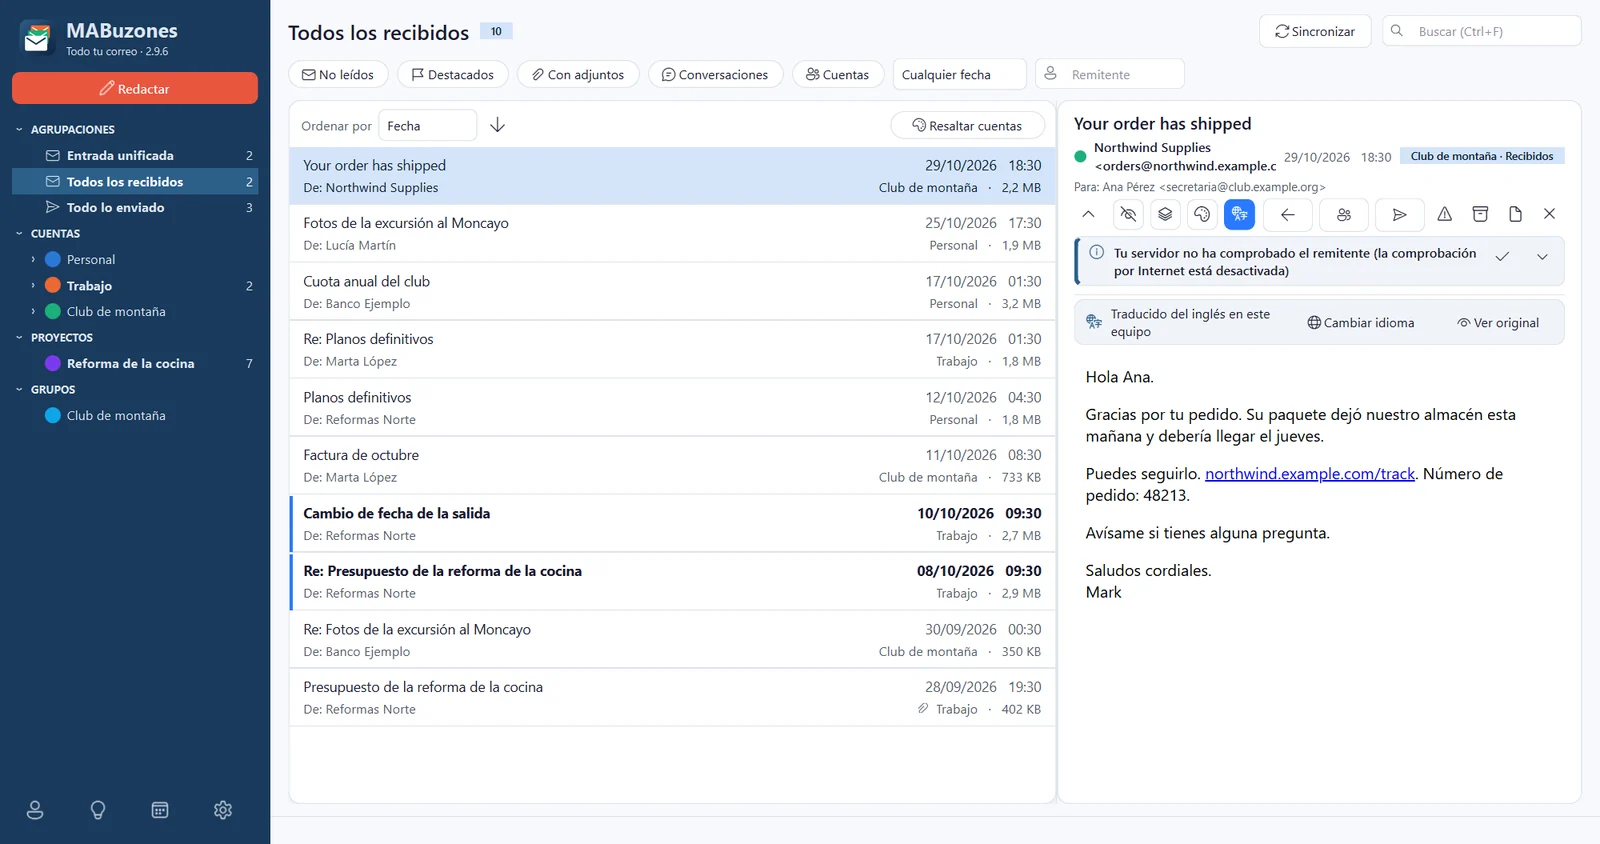 MABuzones
Todo tu correo · 2.9.6
Redactar
AGRUPACIONES
Entrada unificada 2
Todos los recibidos 2
Todo lo enviado 3
CUENTAS
Personal
Trabajo 2
Club de montaña
PROYECTOS
Reforma de la cocina 7
GRUPOS
Club de montaña
Todos los recibidos 10
Sincronizar
Buscar (Ctrl+F)
No leídos
Destacados
Con adjuntos
Conversaciones
Cuentas
Cualquier fecha
Remitente
Ordenar por Fecha
Resaltar cuentas
Your order has shipped 29/10/2026 18:30
De: Northwind Supplies Club de montaña · 2,2 MB
Fotos de la excursión al Moncayo 25/10/2026 17:30
De: Lucía Martín Personal · 1,9 MB
Cuota anual del club 17/10/2026 01:30
De: Banco Ejemplo Personal · 3,2 MB
Re: Planos definitivos 17/10/2026 01:30
De: Marta López Trabajo · 1,8 MB
Planos definitivos 12/10/2026 04:30
De: Reformas Norte Personal · 1,8 MB
Factura de octubre 11/10/2026 08:30
De: Marta López Club de montaña · 733 KB
Cambio de fecha de la salida 10/10/2026 09:30
De: Reformas Norte Trabajo · 2,7 MB
Re: Presupuesto de la reforma de la cocina 08/10/2026 09:30
De: Reformas Norte Trabajo · 2,9 MB
Re: Fotos de la excursión al Moncayo 30/09/2026 00:30
De: Banco Ejemplo Club de montaña · 350 KB
Presupuesto de la reforma de la cocina 28/09/2026 19:30
De: Reformas Norte Trabajo · 402 KB
Your order has shipped
Northwind Supplies
<orders@northwind.example.c 29/10/2026 18:30 Club de montaña · Recibidos
Para: Ana Pérez <secretaria@club.example.org>
Tu servidor no ha comprobado el remitente (la comprobación
por Internet está desactivada)
Traducido del inglés en este
equipo
Cambiar idioma
Ver original
Hola Ana.
Gracias por tu pedido. Su paquete dejó nuestro almacén esta
mañana y debería llegar el jueves.
Puedes seguirlo. northwind.example.com/track. Número de
pedido: 48213.
Avísame si tienes alguna pregunta.
Saludos cordiales.
Mark